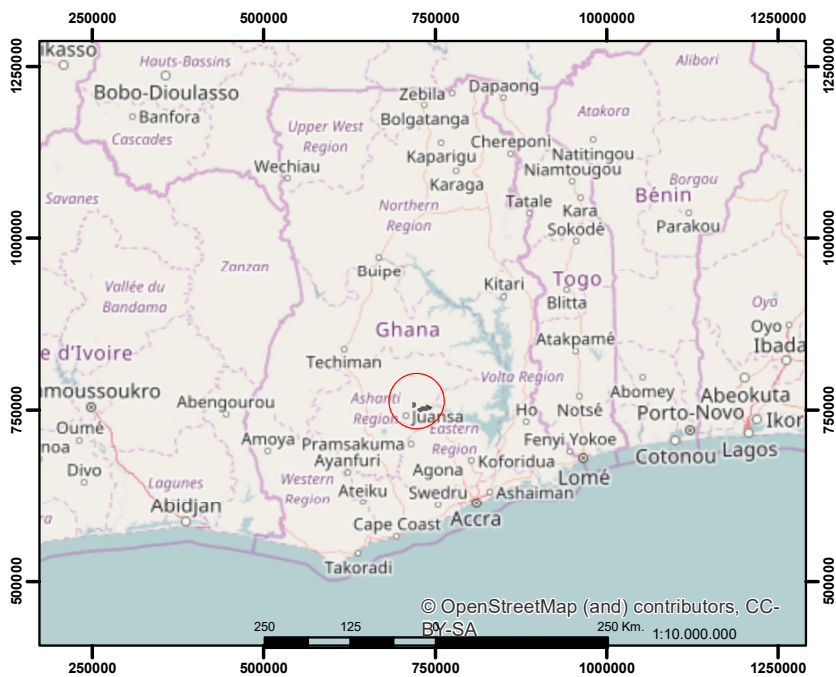 250000 500000 750000 1000000 1250000
1250000 1250000
ikasso
Hauts-Bassins
Alibori
Bobo-Dioulasso
Zebila
Dapaong
Banfora
Bolgatanga
Atakora
Cascades
Upper West
Region
Chereponi
Kaparigu
Natitingou
Wechiau
Niamtougou
Karaga
Borgou
Savanes
Northern
Region
Tatale
Kara
Bénin
Parakou
Sokodé
1000000 1000000
Zanzan
Buipe
Vallée du
Bandama
Kitari
Togo
Blitta
Oyo
Ghana
Oyo
e d'Ivoire
Atakpamé
Ibada
Techiman
Volta Region
moussoukro
Ashanti
Region
Abomey
Abeokuta
750000 750000
Abengourou
Juansa
Ho
Notsé
Porto-Novo
Ikor
Oumé
Eastern
Region
noa
Amoya
Pramsakuma
Fenyi Yokoe
Cotonou
Lagos
Divo
Ayanfuri
Agona
Koforidua
Lomé
Western
Region
Lagunes
Ateiku
Swedru
Ashaiman
ra
Abidjan
Cape Coast
Accra
Takoradi
500000 500000
© OpenStreetMap (and) contributors, CC-
BY-SA
250 125 0 250 Km.
1:10.000.000
250000 500000 750000 1000000 1250000